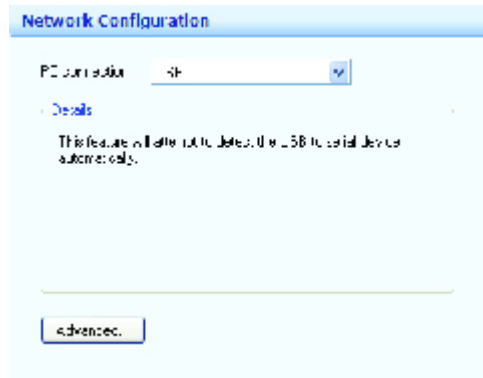 Network Configuration
PC connection
Details
This feature will attempt to detect the USB to serial device
automatically.
Advanced...